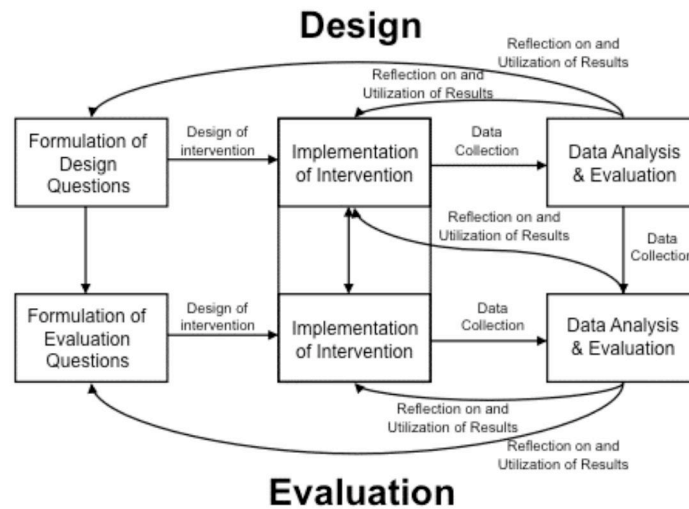 Design
Reflection on and
Utilization of Results
Reflection on and
Utilization of Results
Formulation of
Design
Questions
Design of
intervention
Implementation
of Intervention
Data
Collection
Data Analysis
& Evaluation
Reflection on and
Utilization of Results
Data
Collection
Formulation of
Evaluation
Questions
Design of
intervention
Implementation
of Intervention
Data
Collection
Data Analysis
& Evaluation
Reflection on and
Utilization of Results
Reflection on and
Utilization of Results
Evaluation